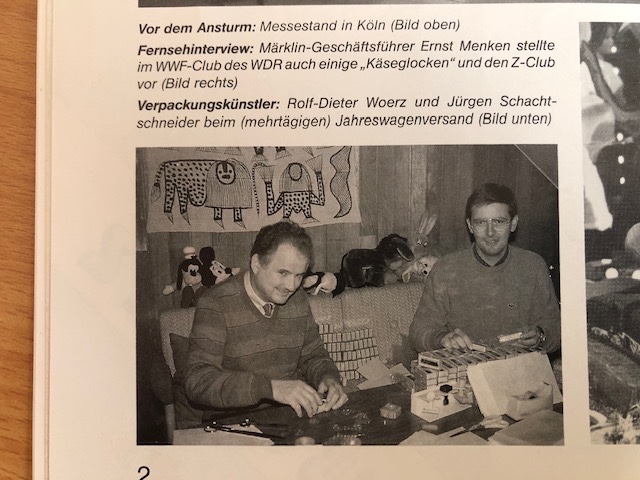 Vor dem Ansturm: Messestand in Köln (Bild oben)
Fernsehinterview: Märklin-Geschäftsführer Ernst Menken stellte
im WWF-Club des WDR auch einige „Käseglocken" und den Z-Club
vor (Bild rechts)
Verpackungskünstler: Rolf-Dieter Woerz und Jürgen Schacht-
schneider beim (mehrtägigen) Jahreswagenversand (Bild unten)
2